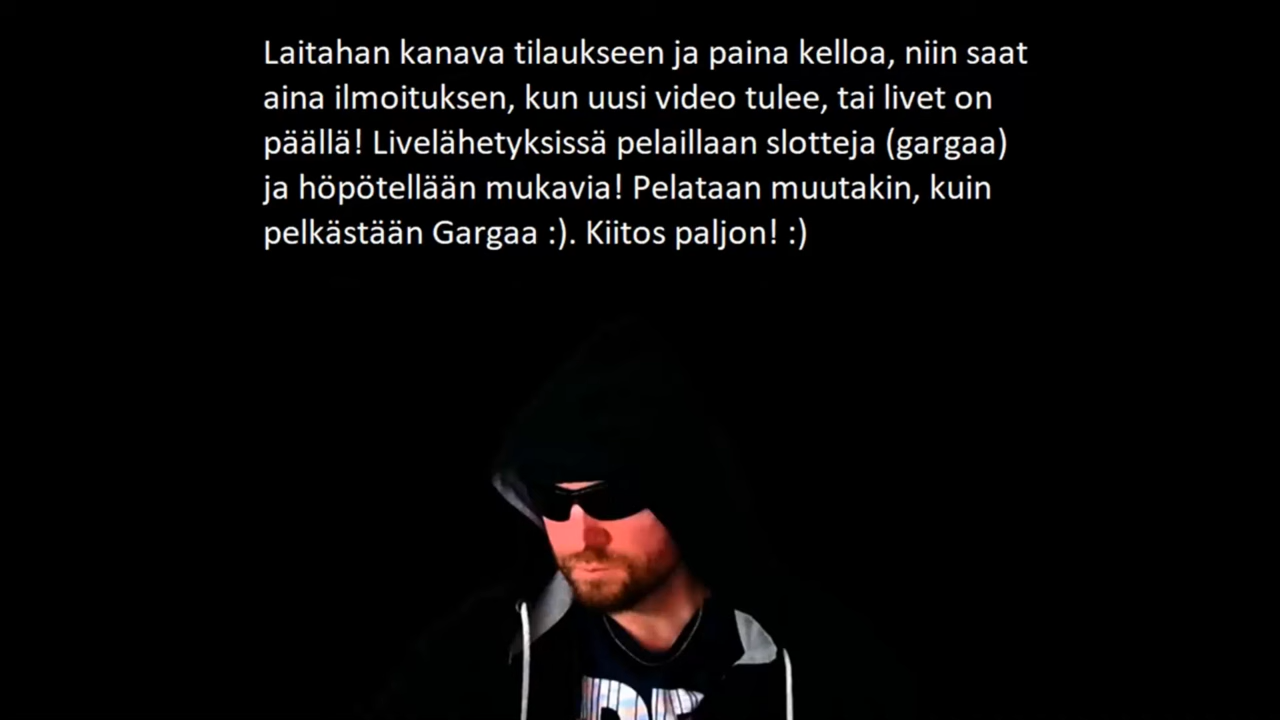 Laitahan kanava tilaukseen ja paina kelloa, niin saat
aina ilmoituksen, kun uusi video tulee, tai livet on
päällä! Livelähetyksissä pelaillaan slotteja (gargaa)
ja höpötellään mukavia! Pelataan muutakin, kuin
pelkästään Gargaa :). Kiitos paljon! :)